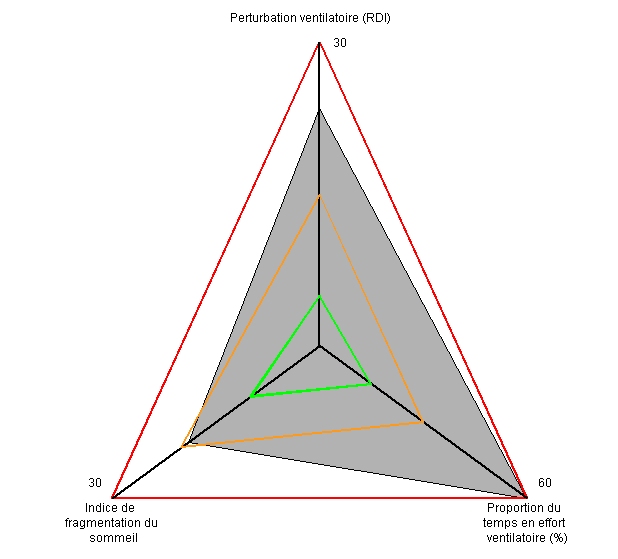 Perturbation ventilatoire (RDI)
30
30
60
Indice de
fragmentation du
sommeil
Proportion du
temps en effort
ventilatoire (%)